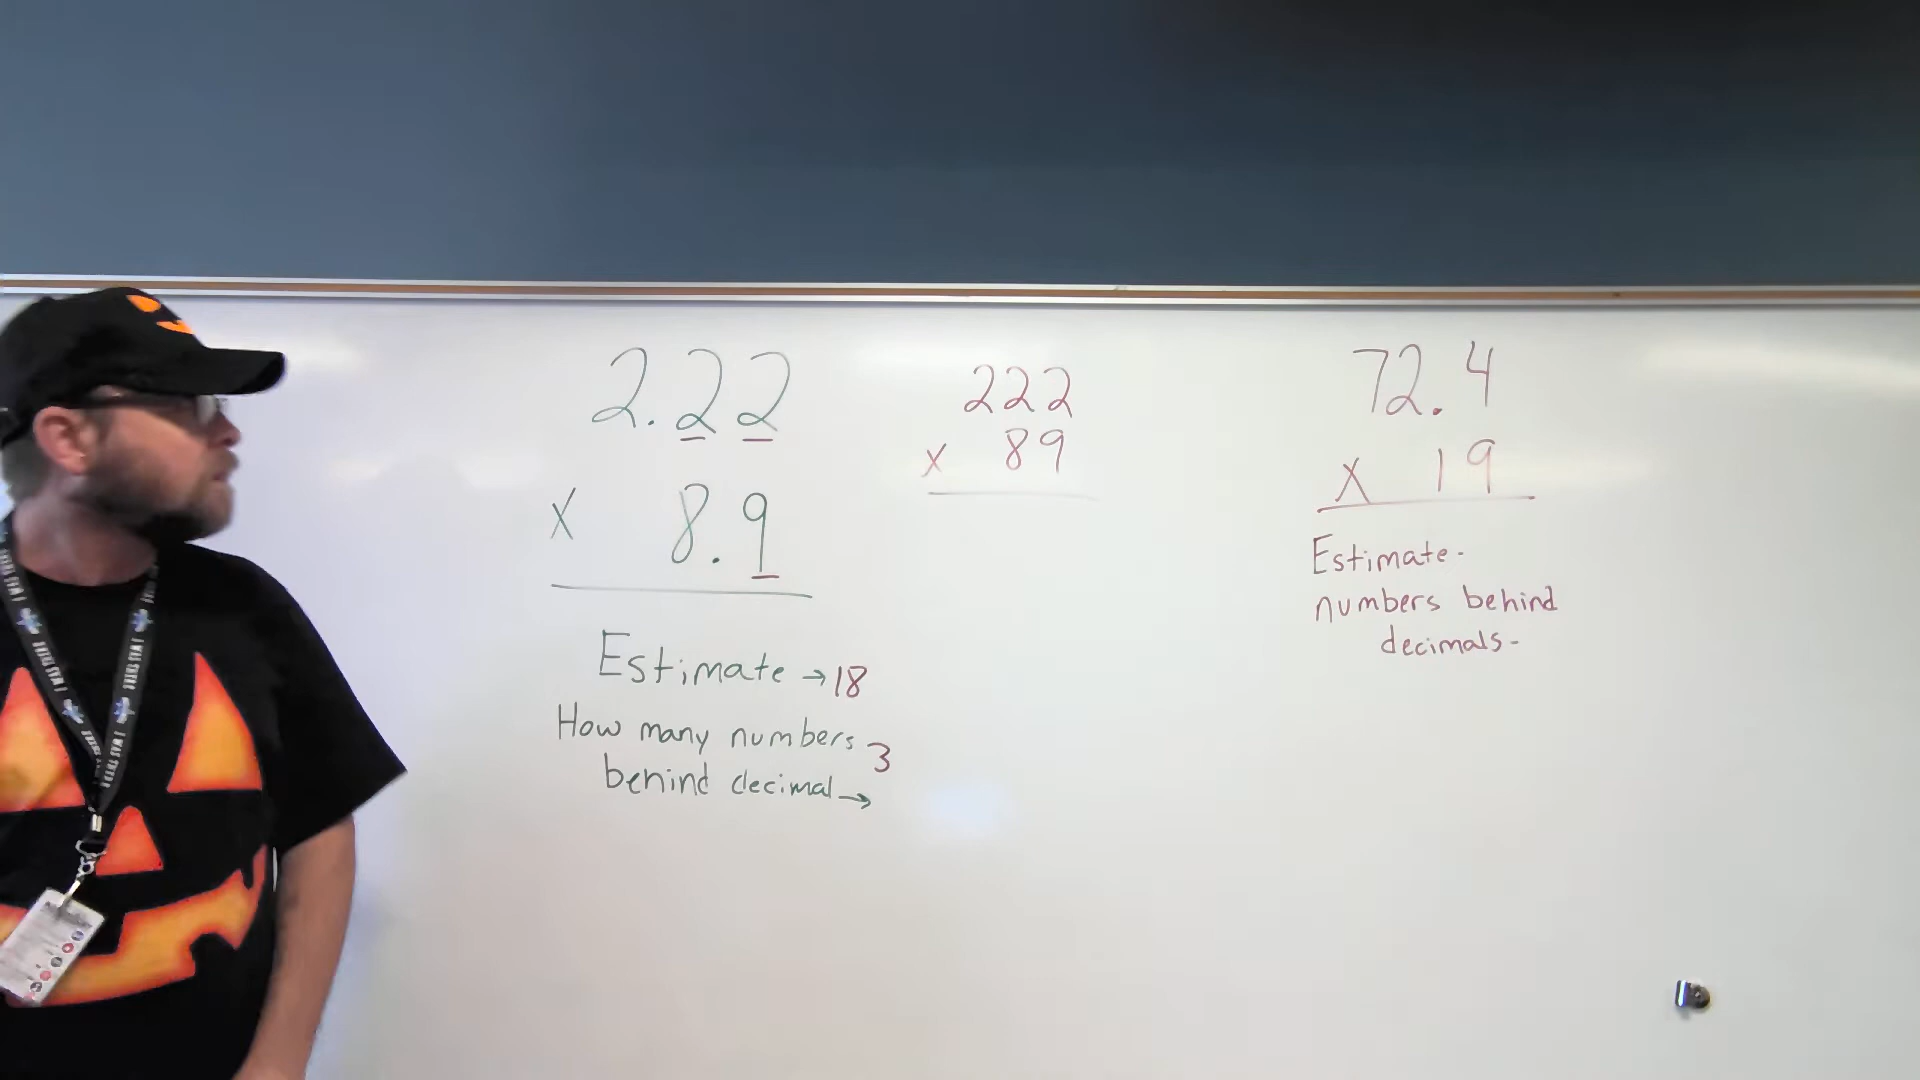 2.22
x 8.9
Estimate → 18
How many numbers 3
behind decimal →
222
x 89
72.4
x 19
Estimate -
numbers behind
decimals -